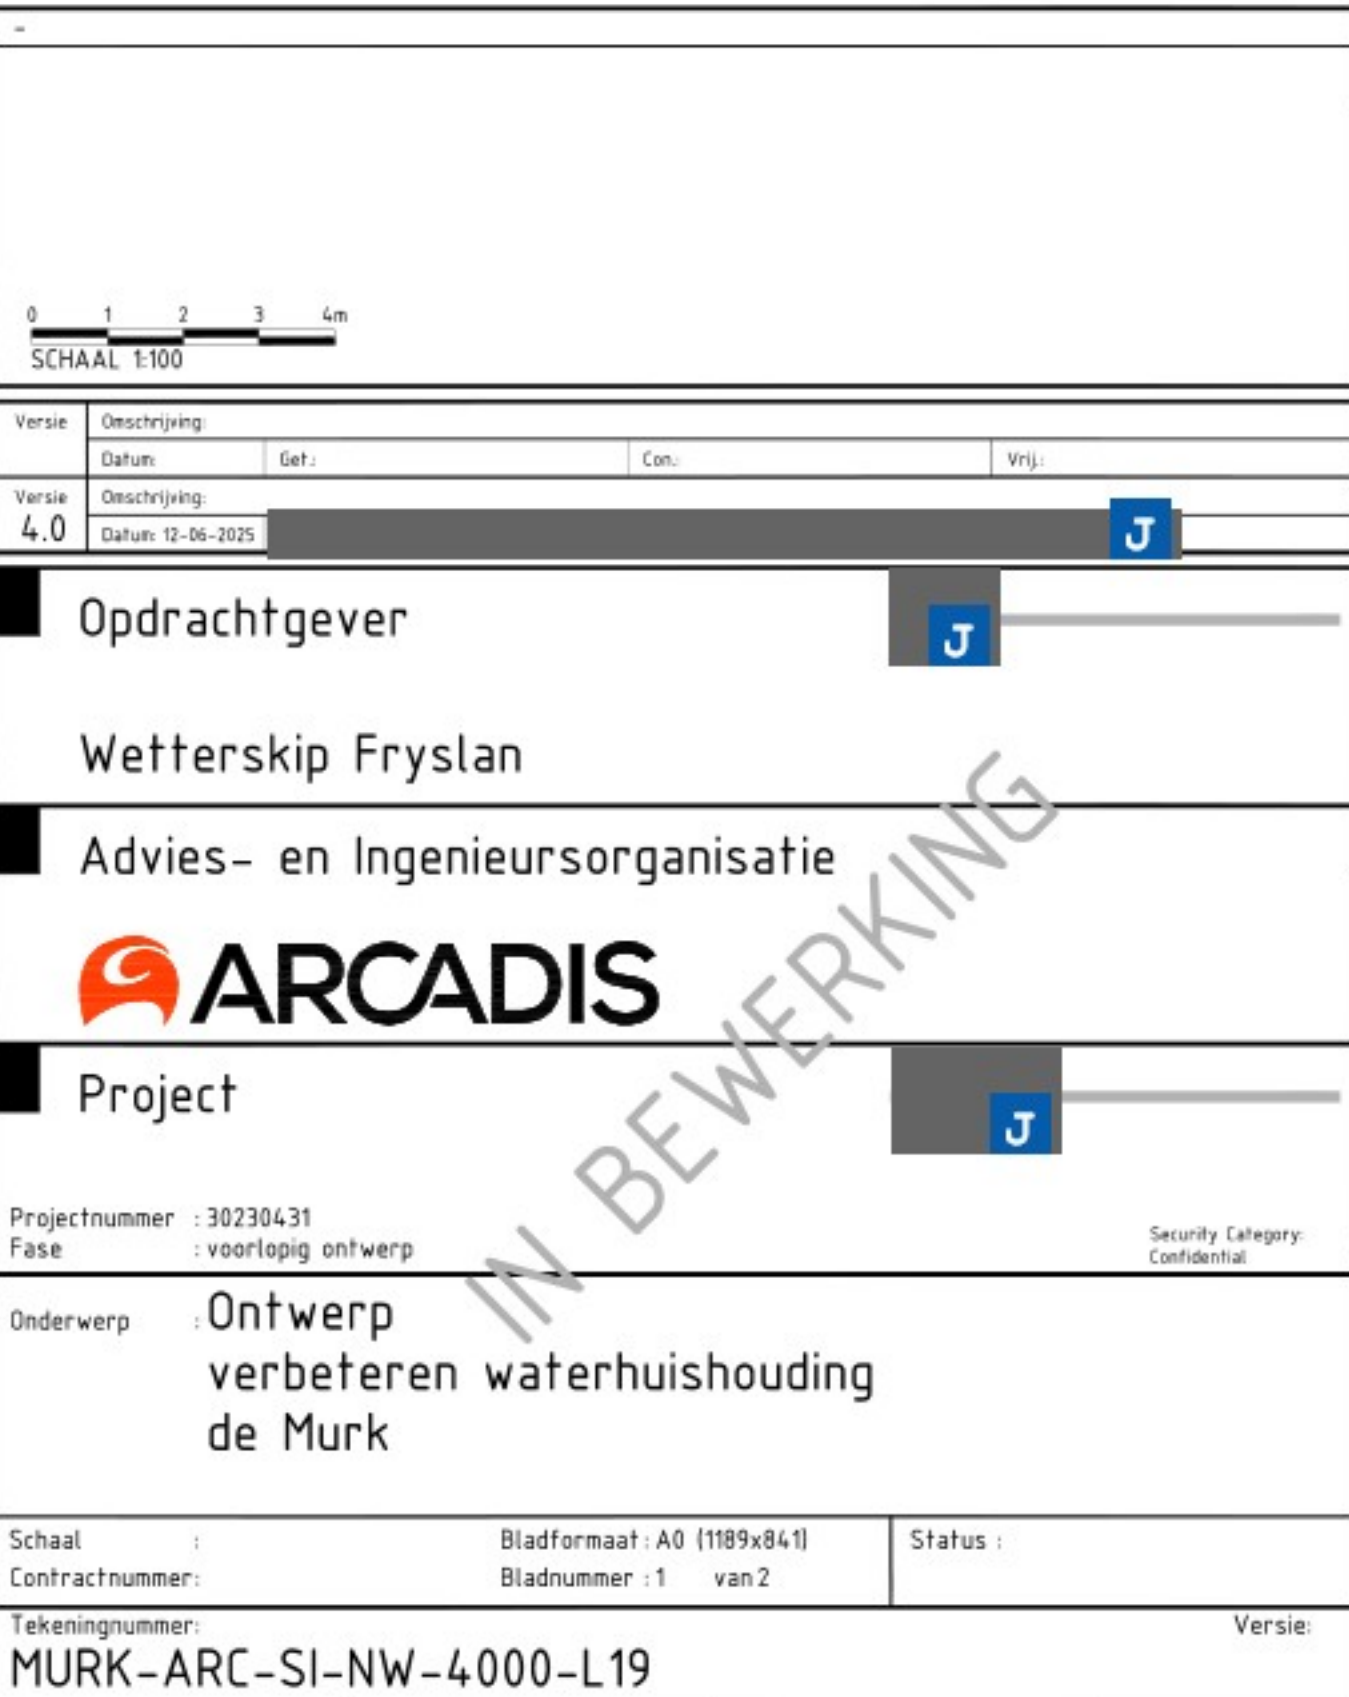 -
0 1 2 3 4m
SCHAAL 1:100
Versie Omschrijving:
Datum: Get.: Con.: Vrij.:
Versie Omschrijving:
4.0 Datum: 12-06-2025 J
Opdrachtgever J
Wetterskip Fryslan
Advies- en Ingenieursorganisatie
ARCADIS
IN BEWERKING
Project J
Projectnummer : 30230431
Fase : voorlopig ontwerp
Security Category:
Confidential
Onderwerp : Ontwerp
verbeteren waterhuishouding
de Murk
Schaal : Bladformaat : A0 (1189x841) Status :
Contractnummer: Bladnummer : 1 van 2
Tekeningnummer: Versie:
MURK-ARC-SI-NW-4000-L19